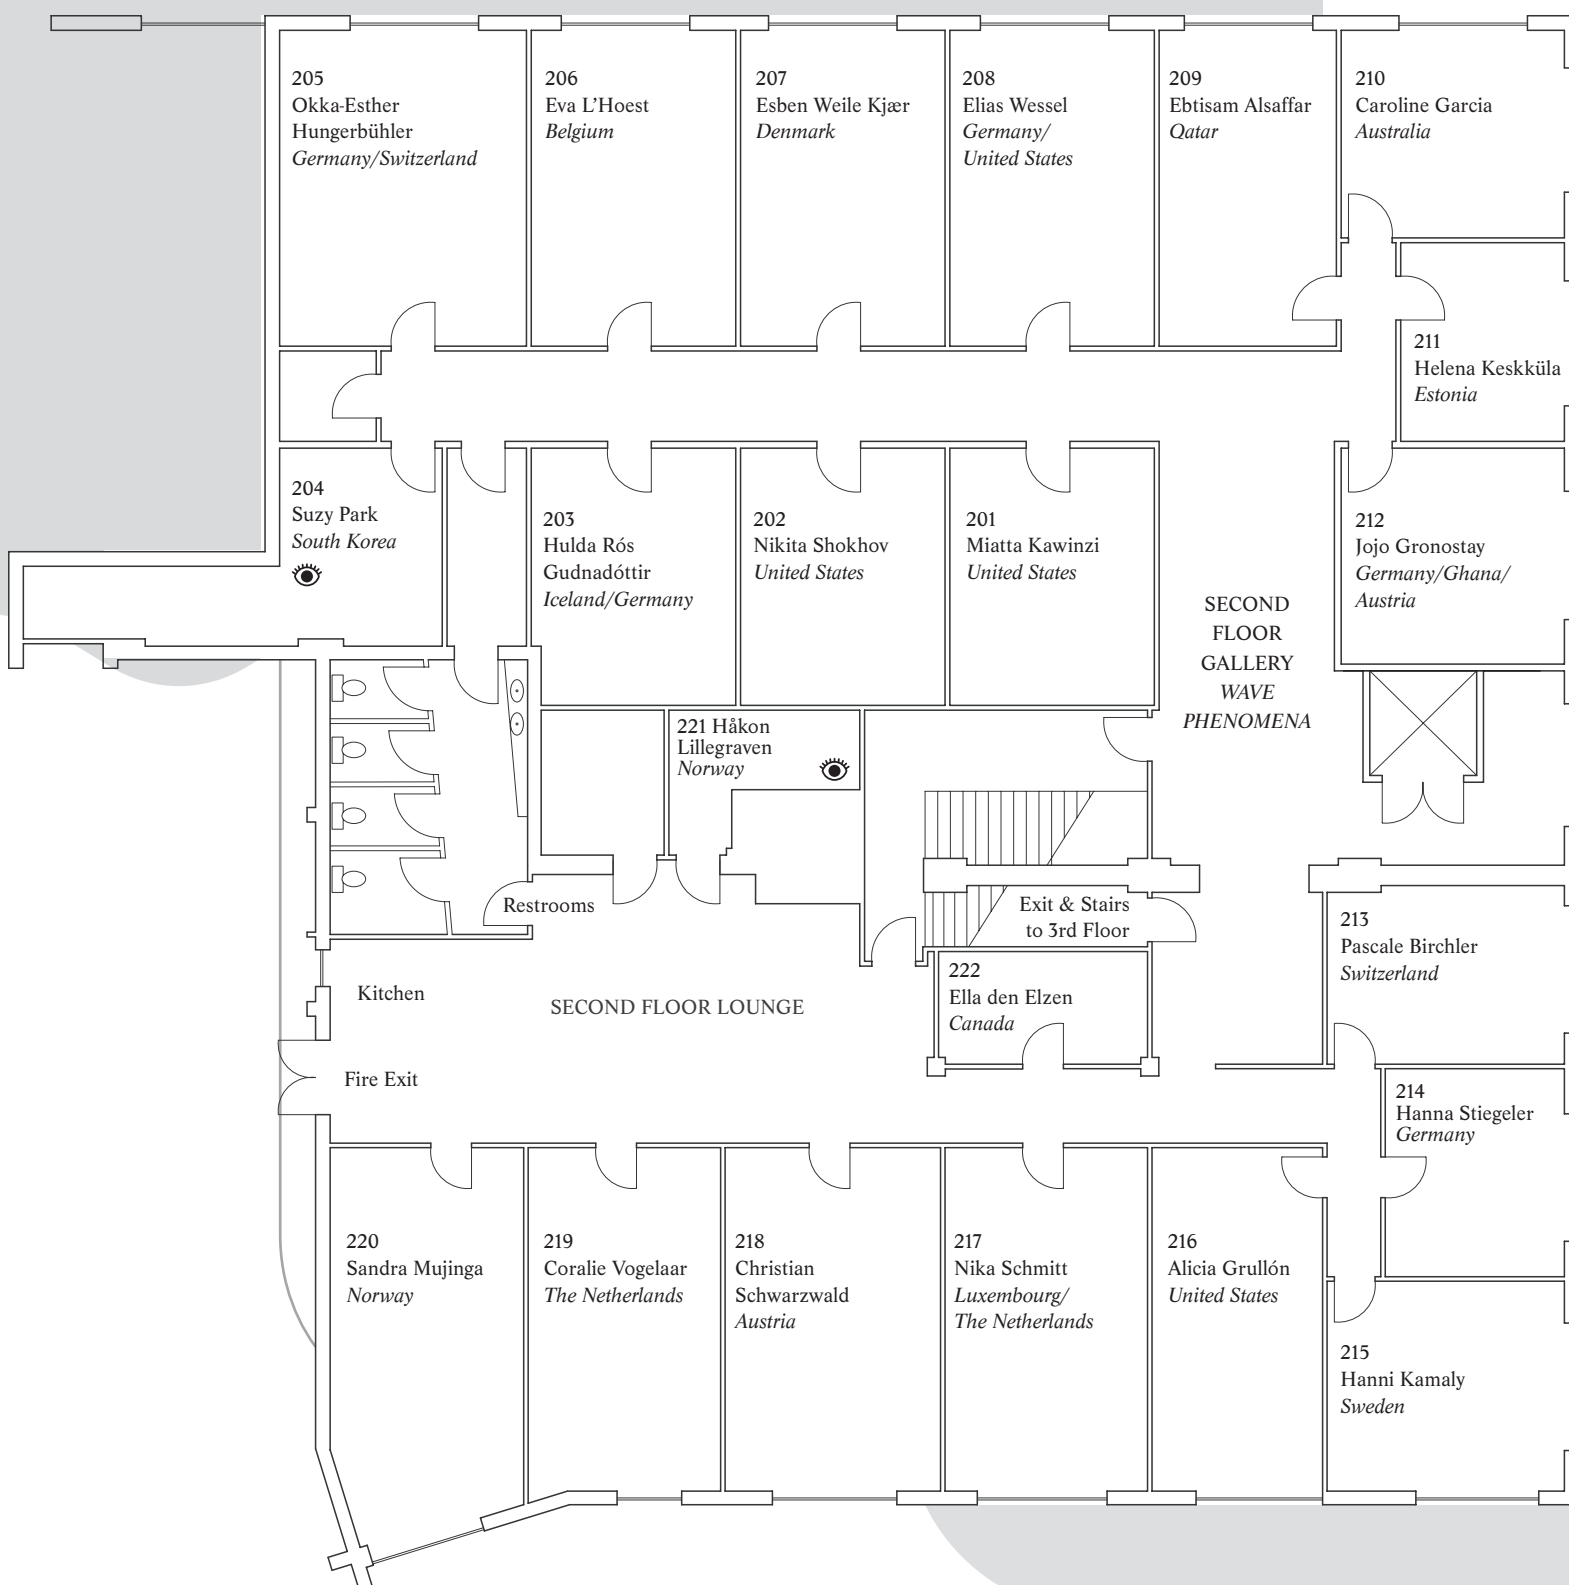 205
Okka-Esther
Hungerbühler
Germany/Switzerland
206
Eva L’Hoest
Belgium
207
Esben Weile Kjær
Denmark
208
Elias Wessel
Germany/
United States
209
Ebtisam Alsaffar
Qatar
210
Caroline Garcia
Australia
211
Helena Keskküla
Estonia
204
Suzy Park
South Korea
203
Hulda Rós
Gudnadóttir
Iceland/Germany
202
Nikita Shokhov
United States
201
Miatta Kawinzi
United States
SECOND
FLOOR
GALLERY
WAVE
PHENOMENA
212
Jojo Gronostay
Germany/Ghana/
Austria
221 Håkon
Lillegraven
Norway
Restrooms
Exit & Stairs
to 3rd Floor
213
Pascale Birchler
Switzerland
Kitchen
SECOND FLOOR LOUNGE
222
Ella den Elzen
Canada
Fire Exit
214
Hanna Stiegeler
Germany
220
Sandra Mujinga
Norway
219
Coralie Vogelaar
The Netherlands
218
Christian
Schwarzwald
Austria
217
Nika Schmitt
Luxembourg/
The Netherlands
216
Alicia Grullón
United States
215
Hanni Kamaly
Sweden